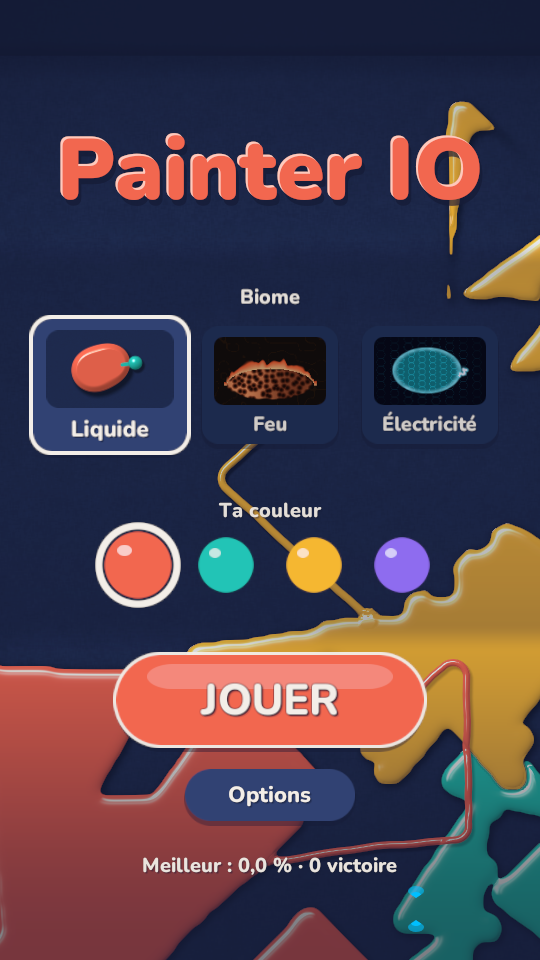 Painter IO
Biome
Liquide
Feu
Électricité
Ta couleur
JOUER
Options
Meilleur : 0,0 % · 0 victoire